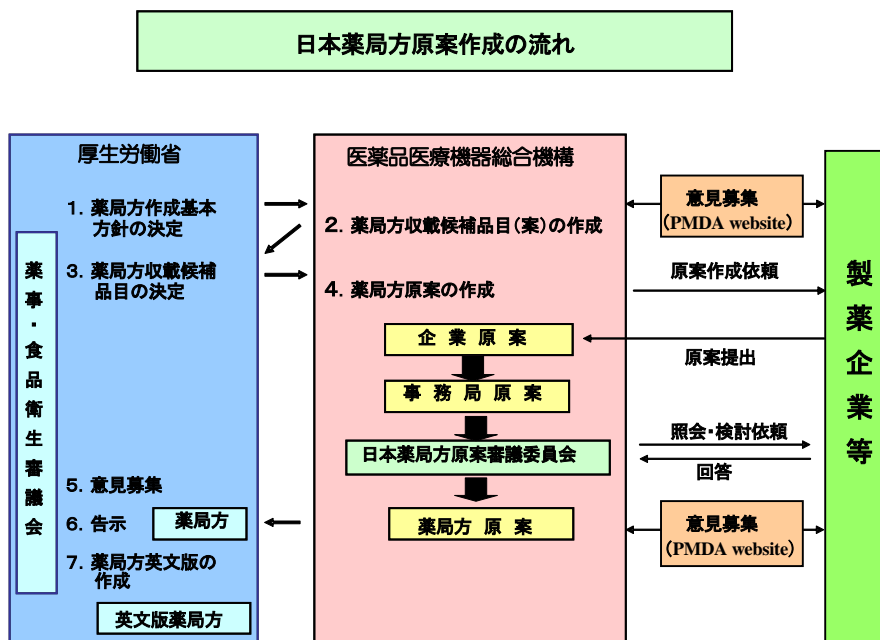 日本薬局方原案作成の流れ
厚生労働省
1. 薬局方作成基本
方針の決定
3. 薬局方収載候補
品目の決定
薬事・食品衛生審議会
5. 意見募集
6. 告示
薬局方
7. 薬局方英文版の
作成
英文版薬局方
医薬品医療機器総合機構
2. 薬局方収載候補品目(案)の作成
4. 薬局方原案の作成
企業原案
事務局原案
日本薬局方原案審議委員会
薬局方原案
意見募集
(PMDA website)
原案作成依頼
原案提出
照会・検討依頼
回答
意見募集
(PMDA website)
製薬企業等